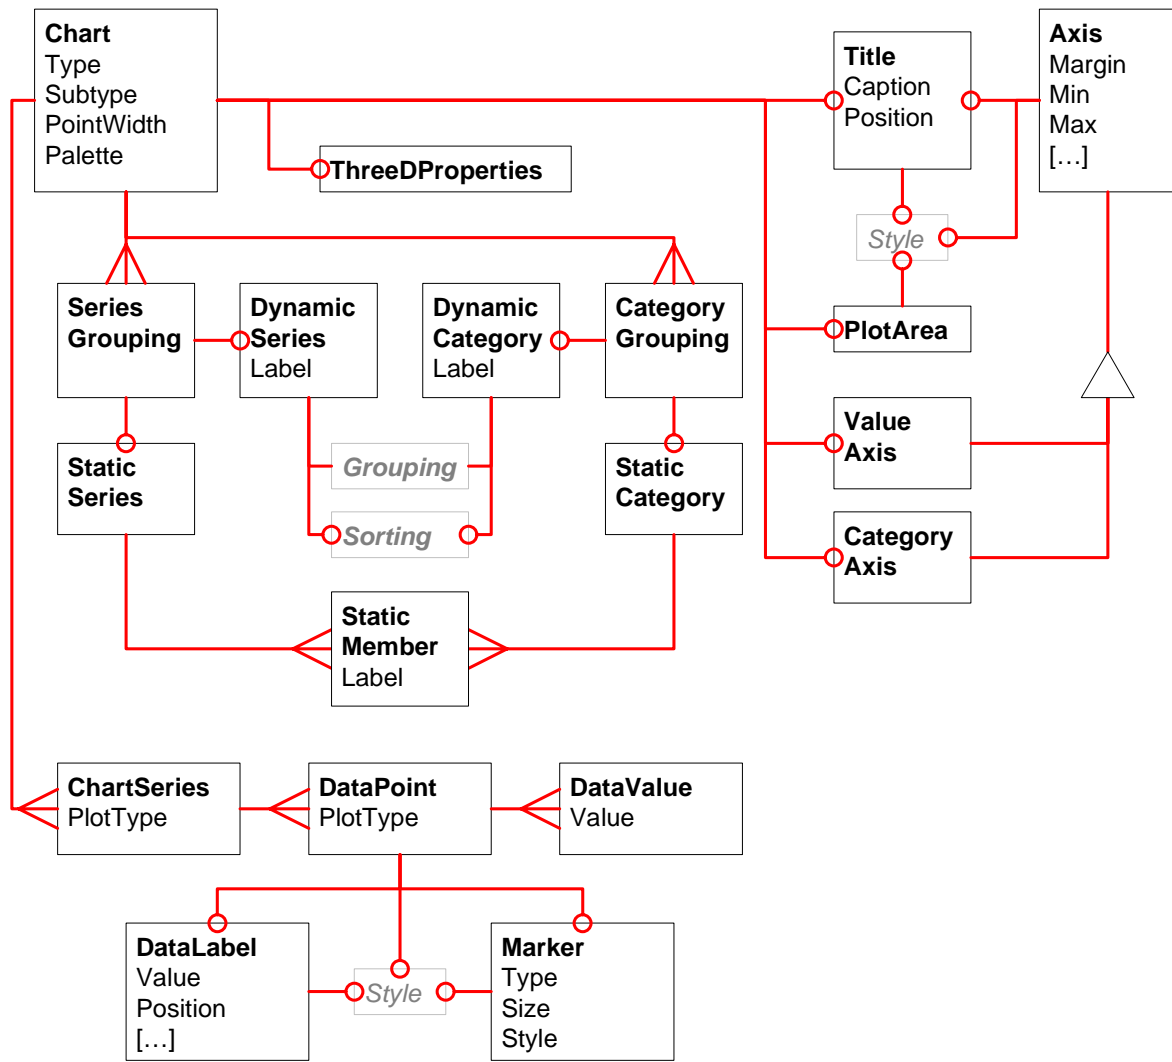 Chart
Type
Subtype
PointWidth
Palette
Title
Caption
Position
Axis
Margin
Min
Max
[…]
ThreeDProperties
Style
Series
Grouping
Dynamic
Series
Label
Dynamic
Category
Label
Category
Grouping
PlotArea
Static
Series
Grouping
Sorting
Static
Category
Value
Axis
Category
Axis
Static
Member
Label
ChartSeries
PlotType
DataPoint
PlotType
DataValue
Value
DataLabel
Value
Position
[…]
Style
Marker
Type
Size
Style